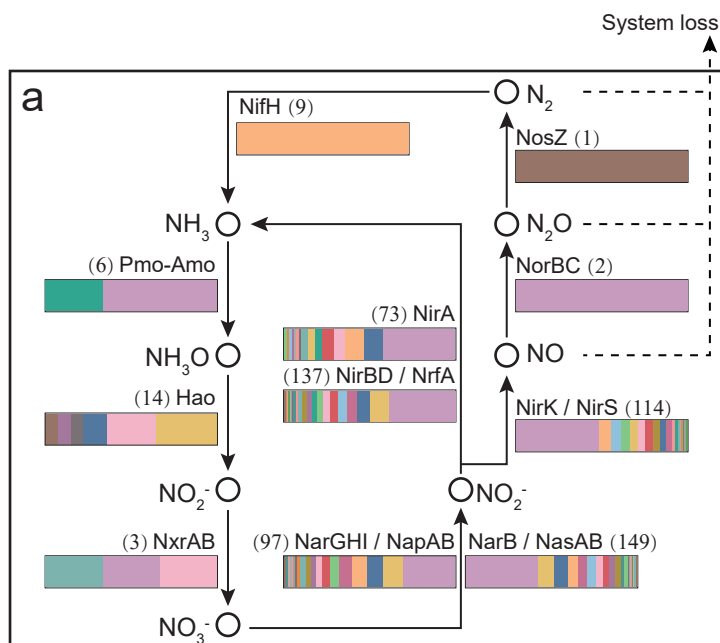 System loss
a
NifH (9)
N₂
NosZ (1)
NH₃
N₂O
(6) Pmo-Amo
NorBC (2)
(73) NirA
NH₃O
NO
(137) NirBD / NrfA
(14) Hao
NirK / NirS (114)
NO₂⁻
NO₂⁻
(3) NxrAB
(97) NarGHI / NapAB
NarB / NasAB (149)
NO₃⁻